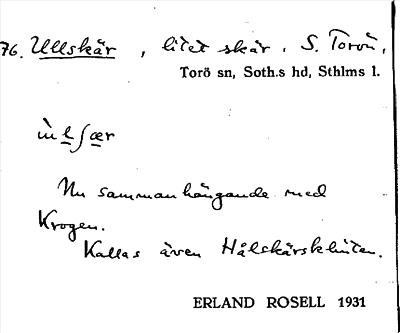 76. Ullskär, litet skär. S. Torön.
Torö sn, Soth.s hd, Sthlms l.
ùlʃær
Nu sammanhängande med
Krogen.
Kallas även Hålskärsklinten.
ERLAND ROSELL 1931